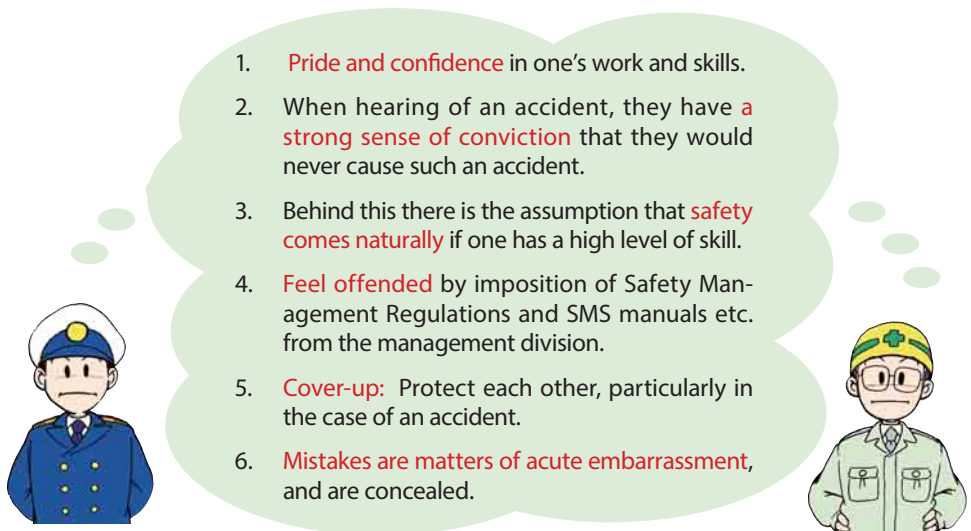 1. Pride and confidence in one’s work and skills.
2. When hearing of an accident, they have a
strong sense of conviction that they would
never cause such an accident.
3. Behind this there is the assumption that safety
comes naturally if one has a high level of skill.
4. Feel offended by imposition of Safety Man-
agement Regulations and SMS manuals etc.
from the management division.
5. Cover-up: Protect each other, particularly in
the case of an accident.
6. Mistakes are matters of acute embarrassment,
and are concealed.